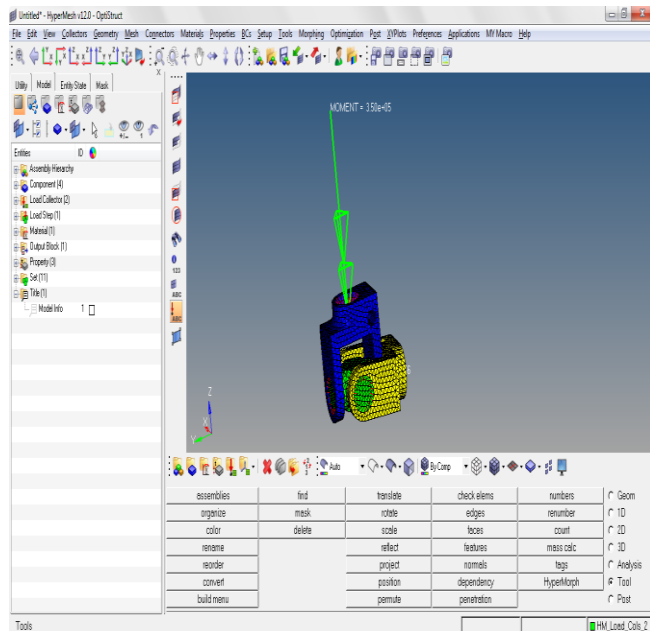 Untitled* - HyperMesh v12.0 - OptiStruct
File Edit View Collectors Geometry Mesh Connectors Materials Properties BCs Setup Tools Morphing Optimization Post XYPlots Preferences Applications MY Macro Help
Utility Model Entity State Mask
Entities ID
Assembly Hierarchy
Component (4)
Load Collector (2)
Load Step (1)
Material (1)
Output Block (1)
Property (3)
Set (11)
Title (1)
Model Info 1
123
ABC
ABC
MOMENT = 3.50e+05
Z
X
Y
Auto By Comp
assemblies find translate check elems numbers Geom
organize mask rotate edges renumber 1D
color delete scale faces count 2D
rename reflect features mass calc 3D
reorder project normals tags Analysis
convert position dependency HyperMorph Tool
build menu permute penetration Post
Tools HM_Load_Cols_2